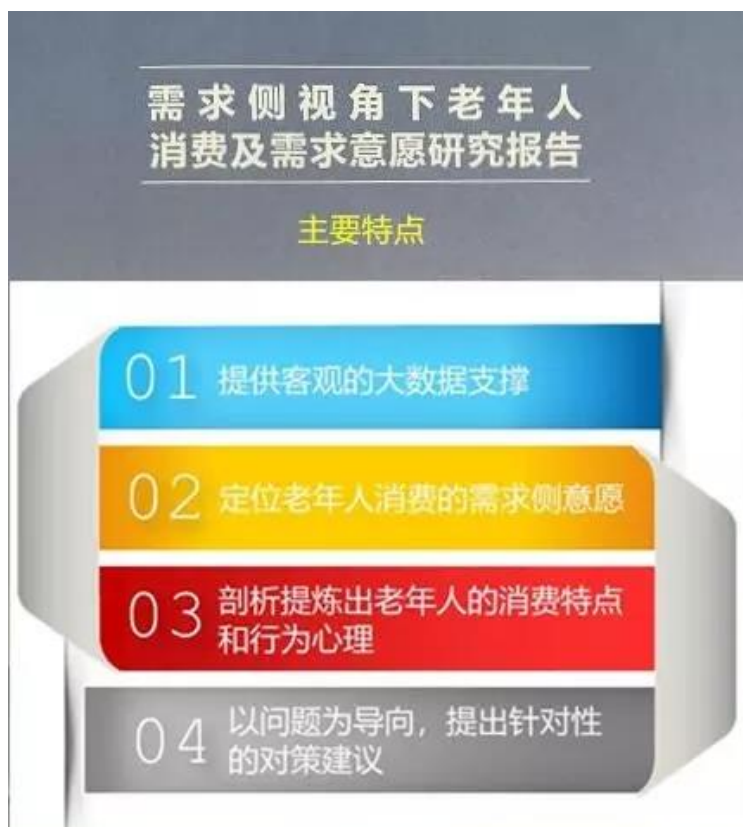 需求侧视角下老年人
消费及需求意愿研究报告
主要特点
01 提供客观的大数据支撑
02 定位老年人消费的需求侧意愿
03 剖析提炼出老年人的消费特点
和行为心理
04 以问题为导向，提出针对性
的对策建议